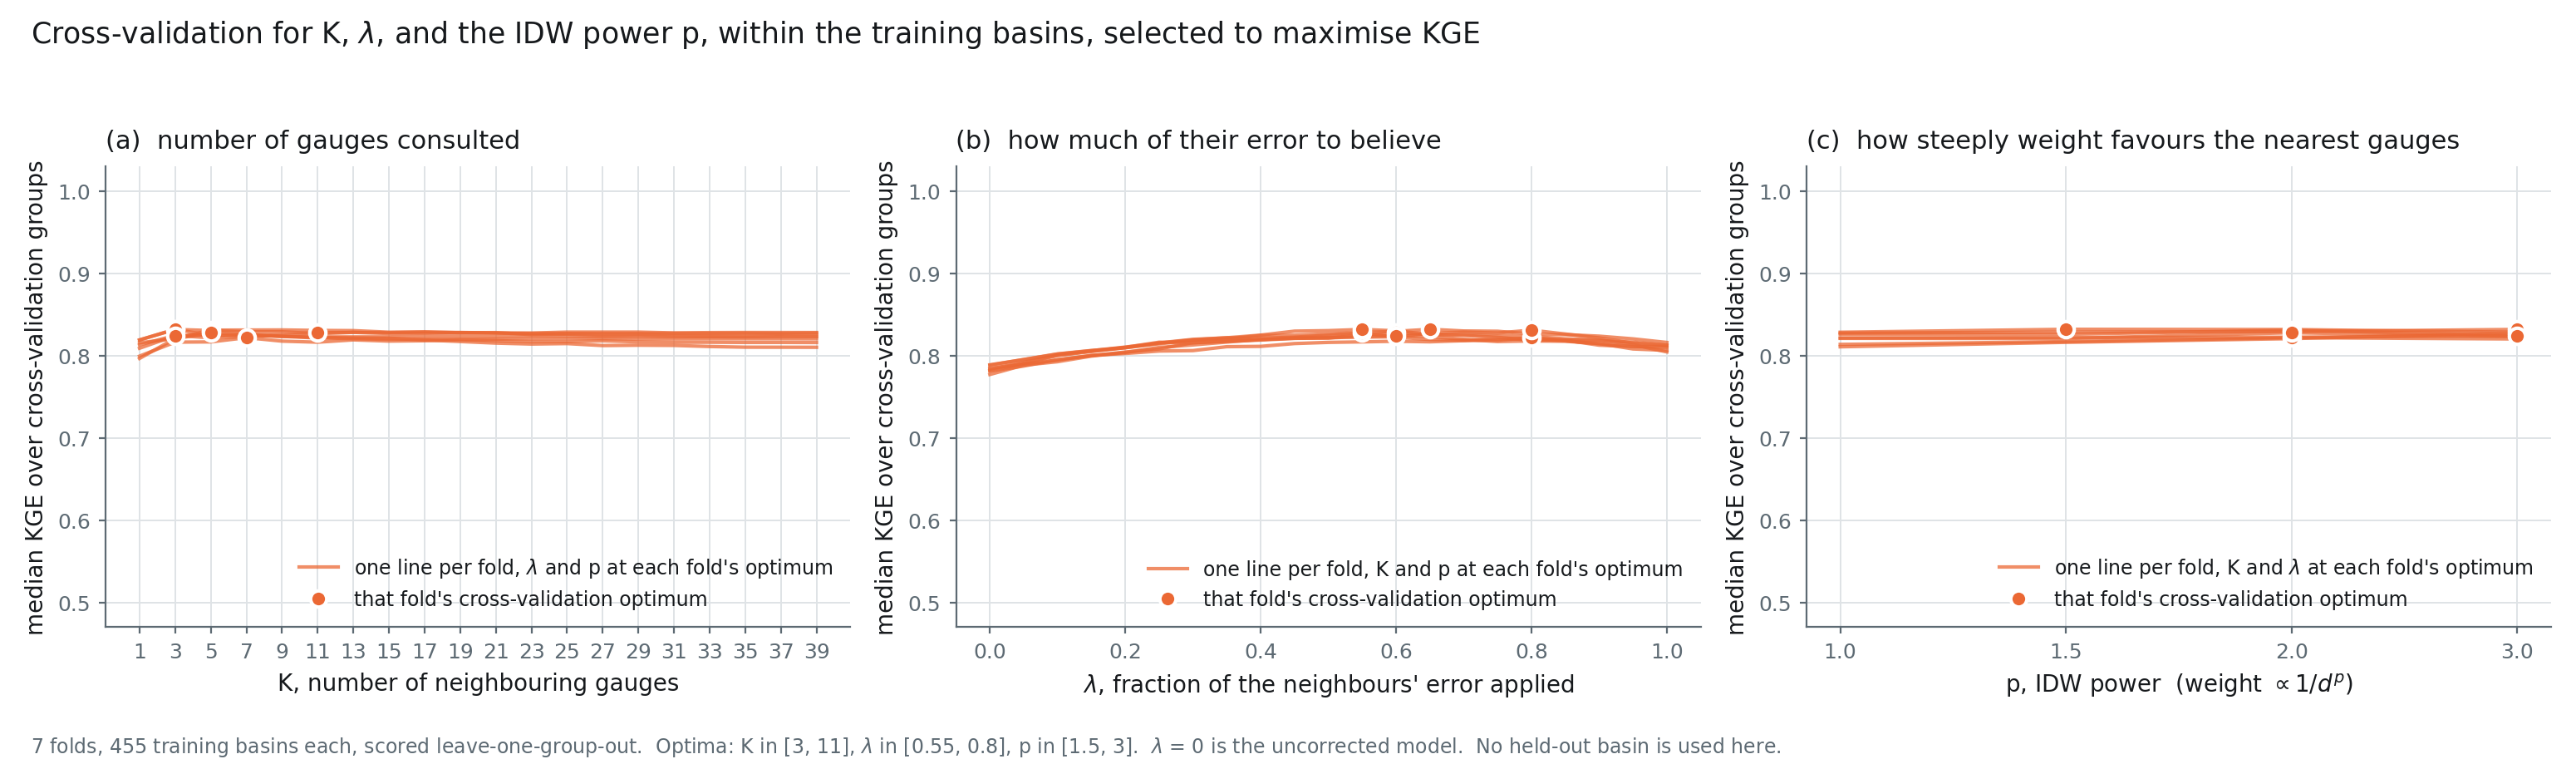 Cross-validation for K, λ, and the IDW power p, within the training basins, selected to maximise KGE
(a) number of gauges consulted
median KGE over cross-validation groups
1.0
0.9
0.8
0.7
0.6
0.5
one line per fold, λ and p at each fold's optimum
that fold's cross-validation optimum
1 3 5 7 9 11 13 15 17 19 21 23 25 27 29 31 33 35 37 39
K, number of neighbouring gauges
(b) how much of their error to believe
median KGE over cross-validation groups
1.0
0.9
0.8
0.7
0.6
0.5
one line per fold, K and p at each fold's optimum
that fold's cross-validation optimum
0.0 0.2 0.4 0.6 0.8 1.0
λ, fraction of the neighbours' error applied
(c) how steeply weight favours the nearest gauges
median KGE over cross-validation groups
1.0
0.9
0.8
0.7
0.6
0.5
one line per fold, K and λ at each fold's optimum
that fold's cross-validation optimum
1.0 1.5 2.0 3.0
p, IDW power (weight ∝ 1/d^p)
7 folds, 455 training basins each, scored leave-one-group-out. Optima: K in [3, 11], λ in [0.55, 0.8], p in [1.5, 3]. λ = 0 is the uncorrected model. No held-out basin is used here.